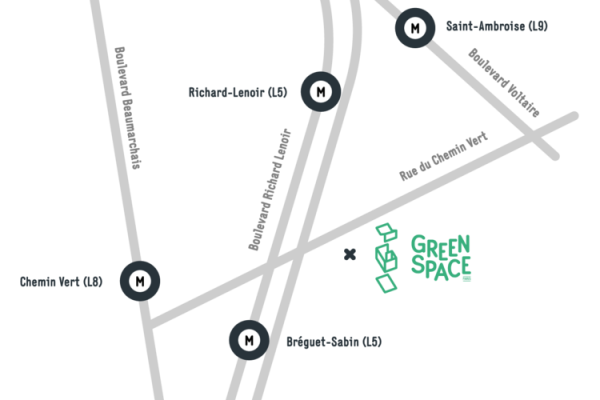 M
Saint-Ambroise (L9)
Boulevard Beaumarchais
Boulevard Voltaire
Richard-Lenoir (L5)
M
Rue du Chemin Vert
Boulevard Richard Lenoir
GREEN
SPACE
Chemin Vert (L8)
M
M
Bréguet-Sabin (L5)